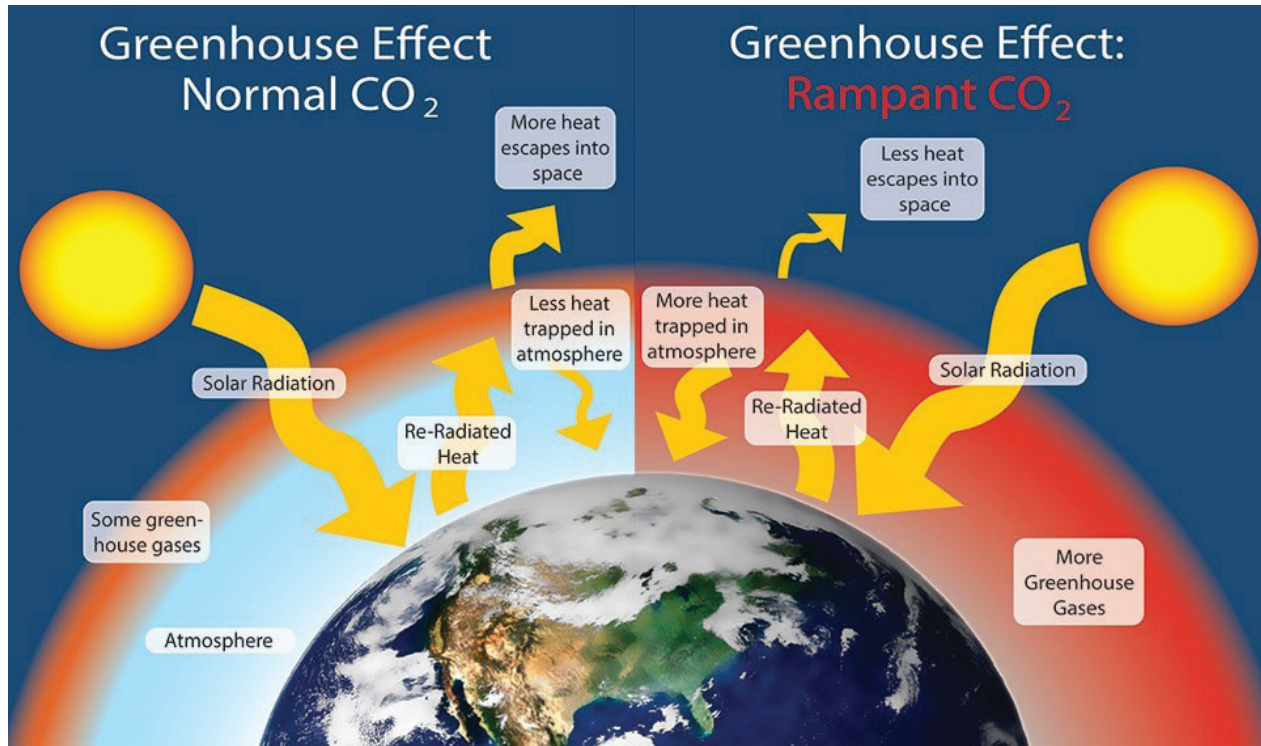 Greenhouse Effect
Normal CO₂
More heat
escapes into
space
Less heat
trapped in
atmosphere
Solar Radiation
Re-Radiated
Heat
Some green-
house gases
Atmosphere
Greenhouse Effect:
Rampant CO₂
Less heat
escapes into
space
More heat
trapped in
atmosphere
Re-Radiated
Heat
Solar Radiation
More
Greenhouse
Gases